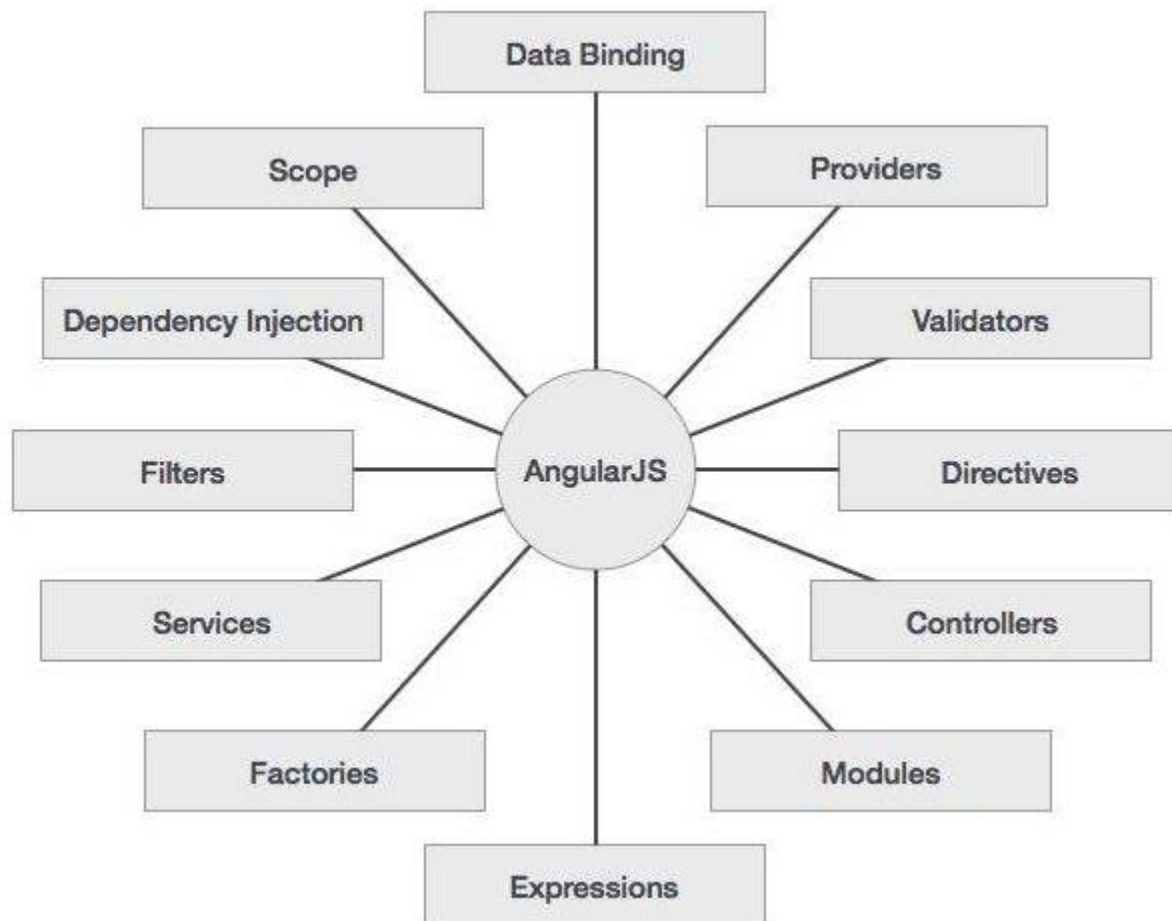 Data Binding
Scope
Providers
Dependency Injection
Validators
Filters
AngularJS
Directives
Services
Controllers
Factories
Modules
Expressions